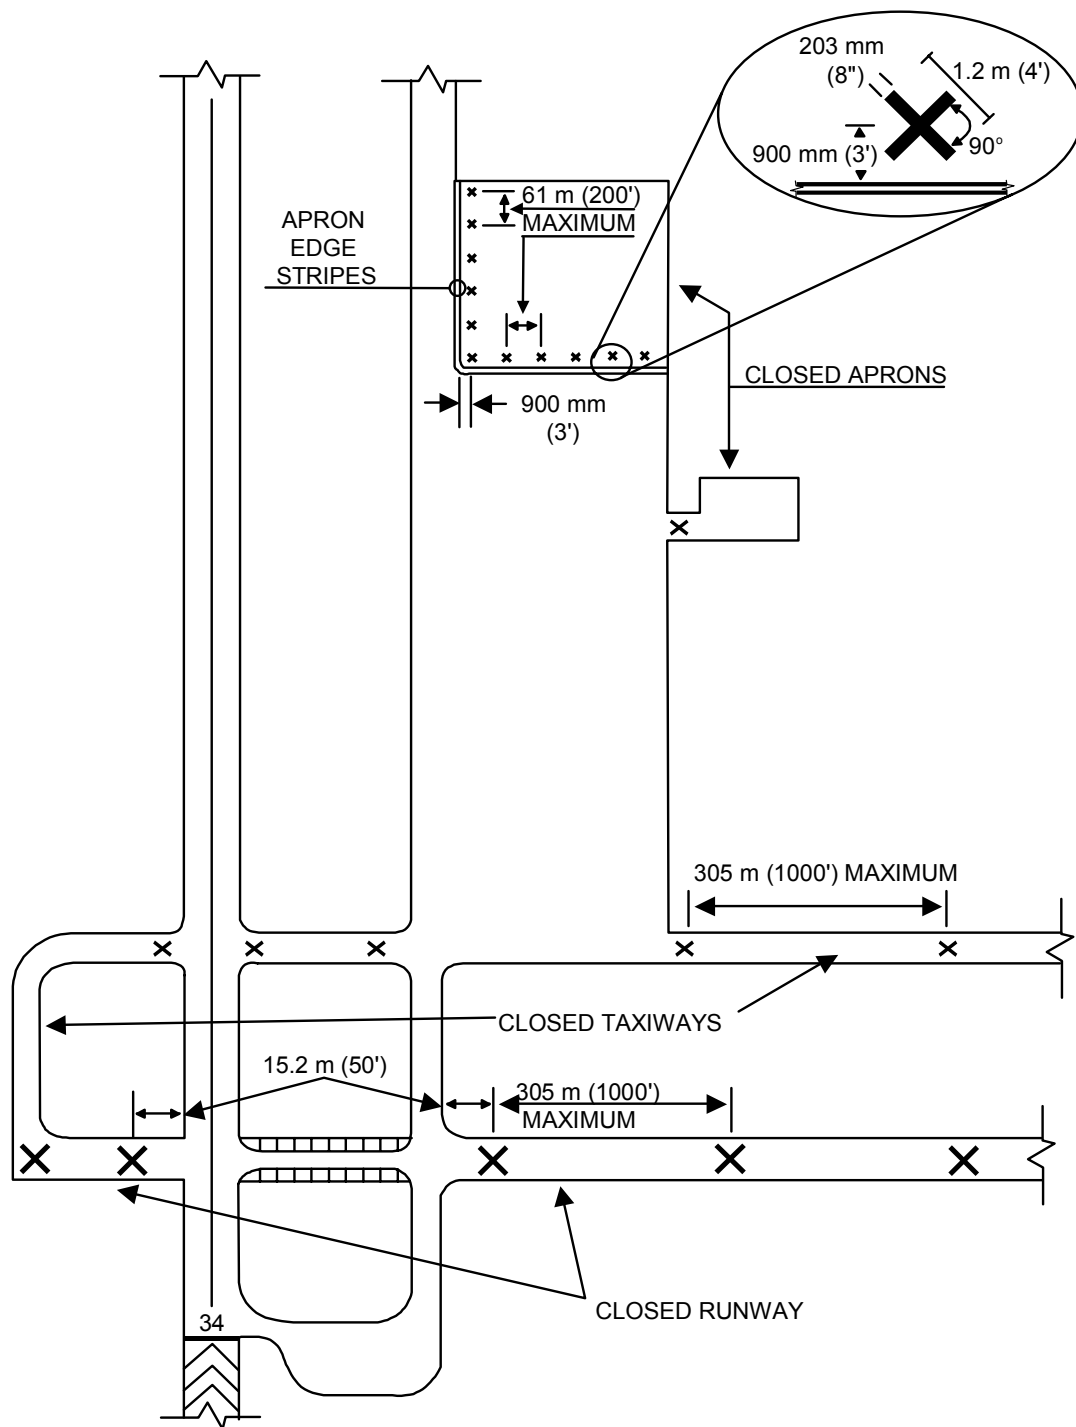 203 mm
(8")
1.2 m (4')
900 mm (3')
90°
61 m (200')
MAXIMUM
APRON
EDGE
STRIPES
CLOSED APRONS
900 mm
(3')
305 m (1000') MAXIMUM
CLOSED TAXIWAYS
15.2 m (50')
305 m (1000')
MAXIMUM
CLOSED RUNWAY
34